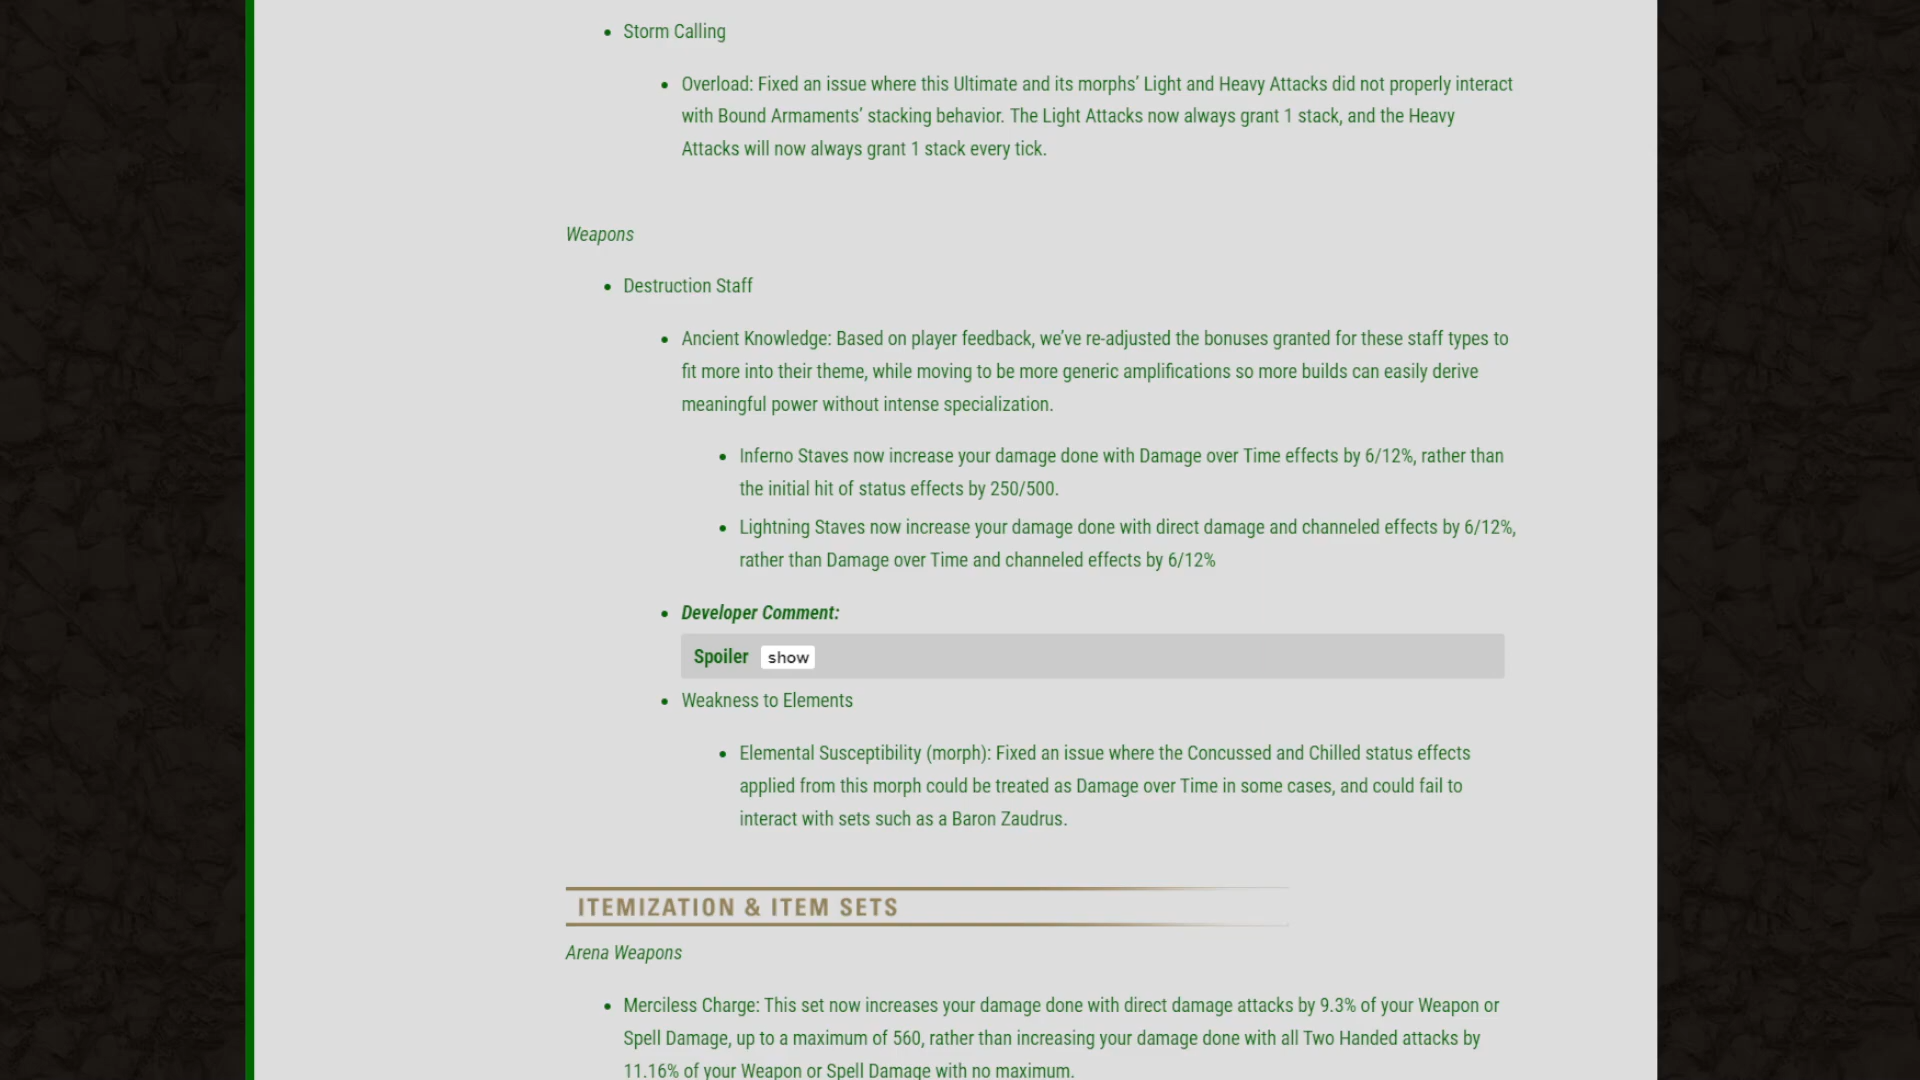 Storm Calling
Overload: Fixed an issue where this Ultimate and its morphs’ Light and Heavy Attacks did not properly interact
with Bound Armaments’ stacking behavior. The Light Attacks now always grant 1 stack, and the Heavy
Attacks will now always grant 1 stack every tick.
Weapons
Destruction Staff
Ancient Knowledge: Based on player feedback, we’ve re-adjusted the bonuses granted for these staff types to
fit more into their theme, while moving to be more generic amplifications so more builds can easily derive
meaningful power without intense specialization.
Inferno Staves now increase your damage done with Damage over Time effects by 6/12%, rather than
the initial hit of status effects by 250/500.
Lightning Staves now increase your damage done with direct damage and channeled effects by 6/12%,
rather than Damage over Time and channeled effects by 6/12%
Developer Comment:
Spoiler show
Weakness to Elements
Elemental Susceptibility (morph): Fixed an issue where the Concussed and Chilled status effects
applied from this morph could be treated as Damage over Time in some cases, and could fail to
interact with sets such as a Baron Zaudrus.
ITEMIZATION & ITEM SETS
Arena Weapons
Merciless Charge: This set now increases your damage done with direct damage attacks by 9.3% of your Weapon or
Spell Damage, up to a maximum of 560, rather than increasing your damage done with all Two Handed attacks by
11.16% of your Weapon or Spell Damage with no maximum.